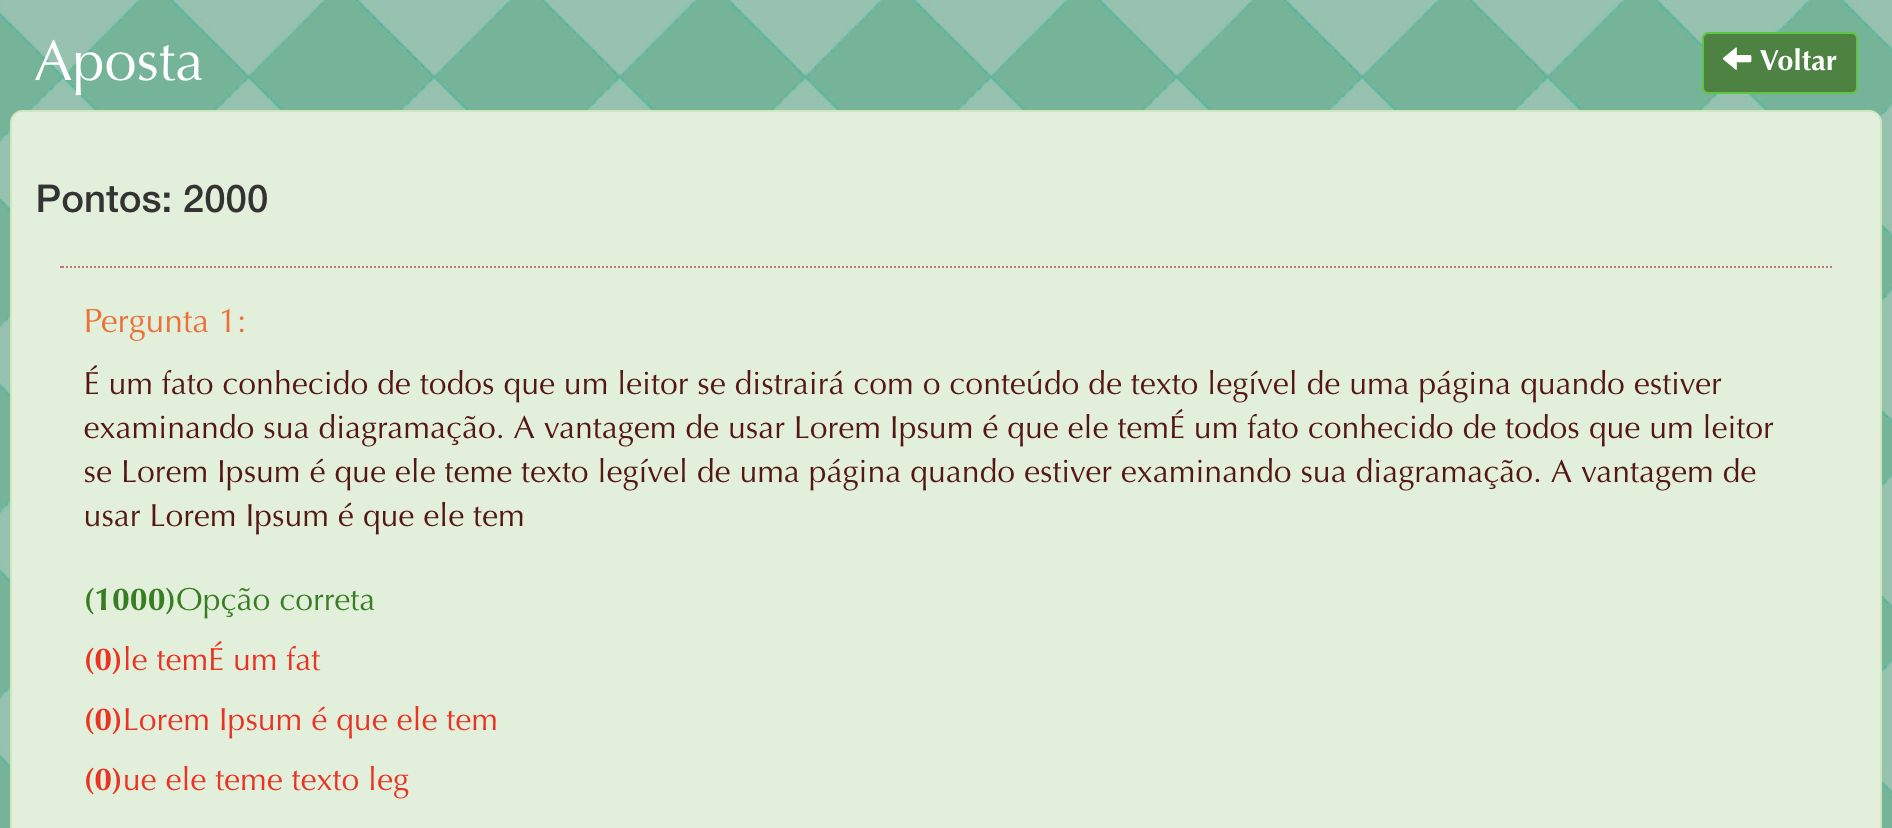 Aposta
Voltar
Pontos: 2000
Pergunta 1:
É um fato conhecido de todos que um leitor se distrairá com o conteúdo de texto legível de uma página quando estiver
examinando sua diagramação. A vantagem de usar Lorem Ipsum é que ele temÉ um fato conhecido de todos que um leitor
se Lorem Ipsum é que ele teme texto legível de uma página quando estiver examinando sua diagramação. A vantagem de
usar Lorem Ipsum é que ele tem
(1000)Opção correta
(0)le temÉ um fat
(0)Lorem Ipsum é que ele tem
(0)ue ele teme texto leg